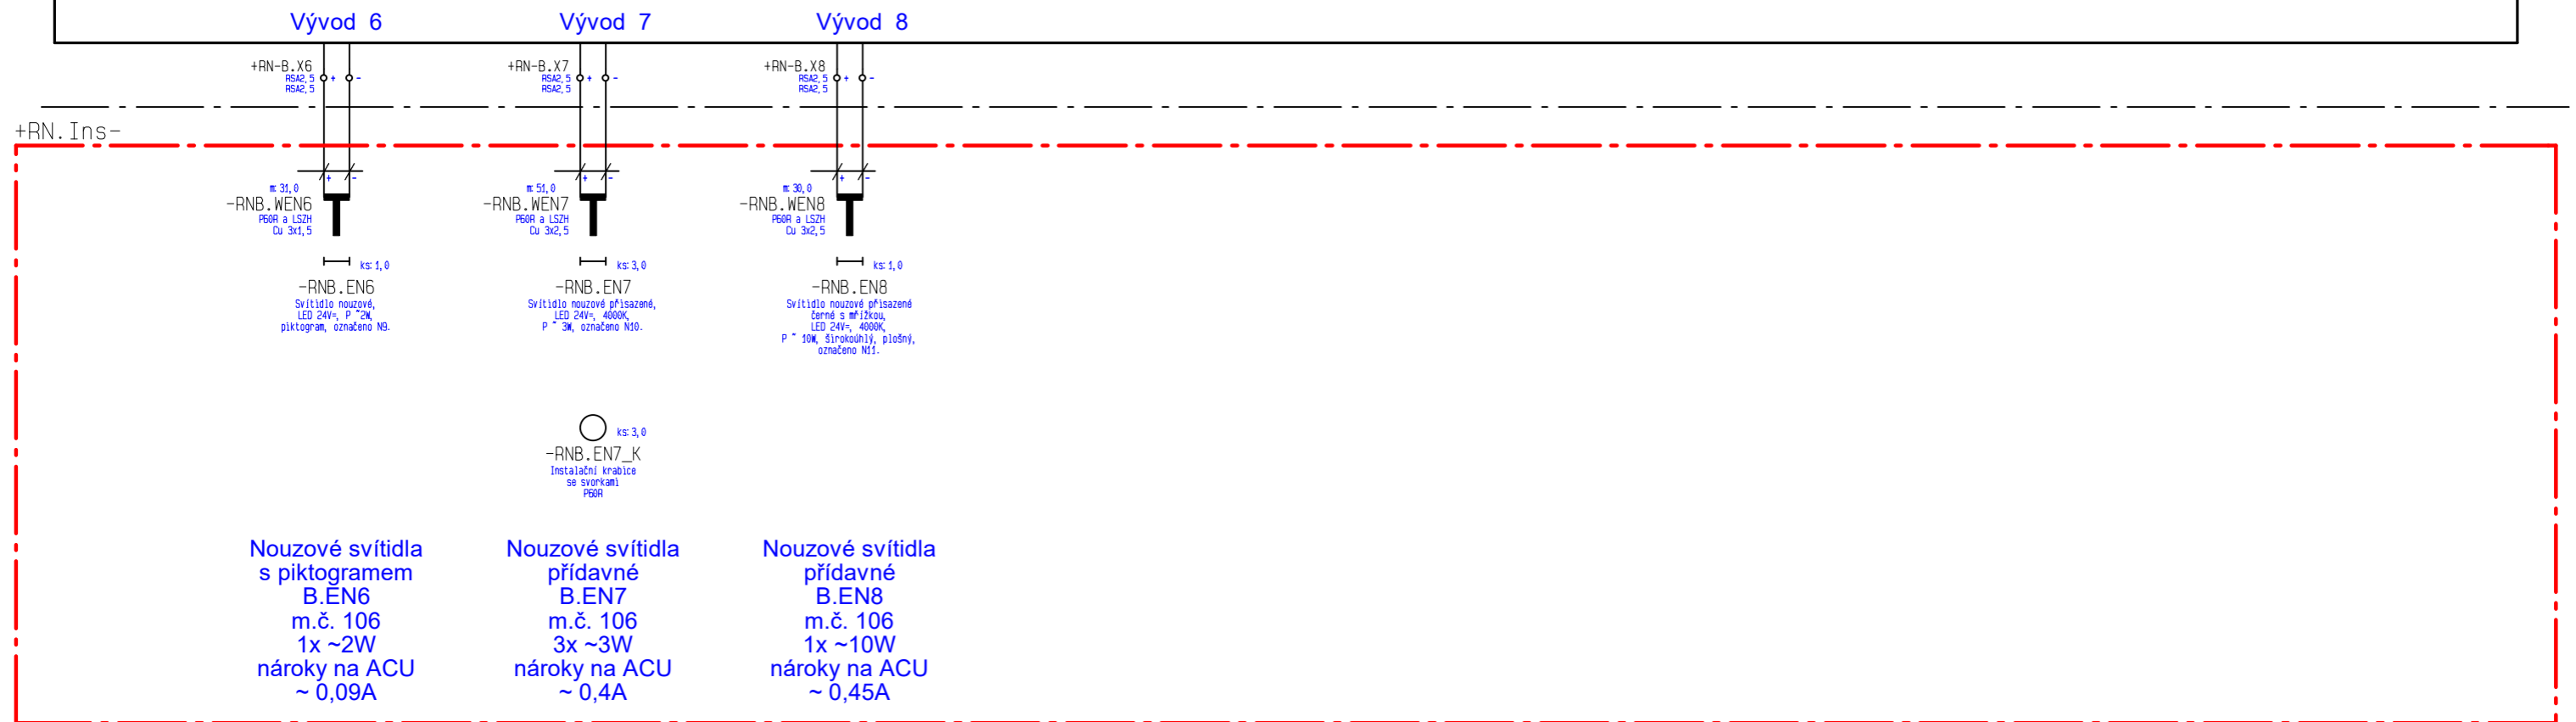 Vývod 6
Vývod 7
Vývod 8
+RN-B.X6
RSA2,5 + -
RSA2,5
+RN-B.X7
RSA2,5 + -
RSA2,5
+RN-B.X8
RSA2,5 + -
RSA2,5
+RN.Ins-
+ -
m: 31,0
-RNB.WEN6
P60R a LSZH
Cu 3x1,5
+ -
m: 51,0
-RNB.WEN7
P60R a LSZH
Cu 3x2,5
+ -
m: 30,0
-RNB.WEN8
P60R a LSZH
Cu 3x2,5
ks: 1,0
-RNB.EN6
Svítidlo nouzové,
LED 24V=, P ~2W,
piktogram, označeno N9.
ks: 3,0
-RNB.EN7
Svítidlo nouzové přisazené,
LED 24V=, 4000K,
P ~ 3W, označeno N10.
ks: 1,0
-RNB.EN8
Svítidlo nouzové přisazené
černé s mřížkou,
LED 24V=, 4000K,
P ~ 10W, širokoúhlý, plošný,
označeno N11.
ks: 3,0
-RNB.EN7_K
Instalační krabice
se svorkami
P60R
Nouzové svítidla
s piktogramem
B.EN6
m.č. 106
1x ~2W
nároky na ACU
~ 0,09A
Nouzové svítidla
přídavné
B.EN7
m.č. 106
3x ~3W
nároky na ACU
~ 0,4A
Nouzové svítidla
přídavné
B.EN8
m.č. 106
1x ~10W
nároky na ACU
~ 0,45A